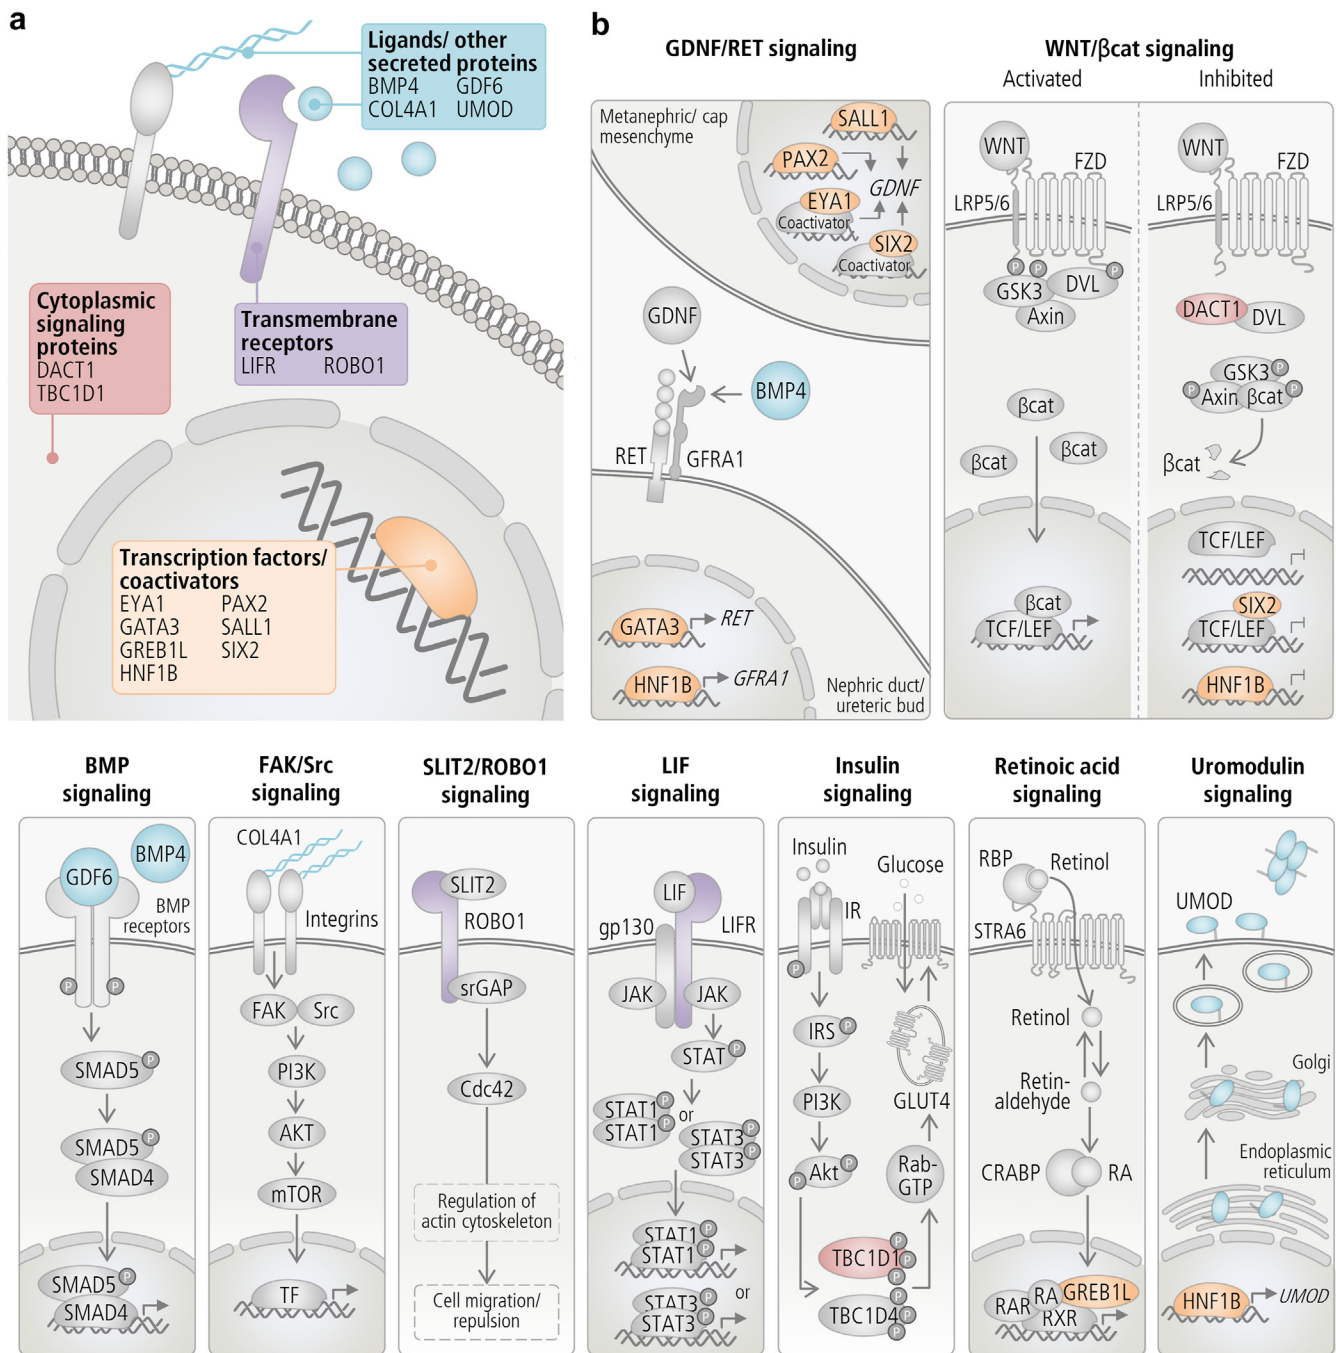 a
Ligands/ other
secreted proteins
BMP4 GDF6
COL4A1 UMOD
Cytoplasmic
signaling
proteins
DACT1
TBC1D1
Transmembrane
receptors
LIFR ROBO1
Transcription factors/
coactivators
EYA1 PAX2
GATA3 SALL1
GREB1L SIX2
HNF1B
b
GDNF/RET signaling
Metanephric/ cap
mesenchyme
SALL1
PAX2
GDNF
EYA1
Coactivator
SIX2
Coactivator
GDNF
BMP4
RET
GFRA1
GATA3
RET
HNF1B
GFRA1
Nephric duct/
ureteric bud
WNT/βcat signaling
Activated
WNT
FZD
LRP5/6
P
P
P
GSK3
DVL
Axin
βcat
βcat
βcat
βcat
TCF/LEF
Inhibited
WNT
FZD
LRP5/6
DACT1
DVL
GSK3
P
P
Axin
βcat
P
βcat
TCF/LEF
SIX2
TCF/LEF
HNF1B
BMP
signaling
BMP4
GDF6
BMP
receptors
P
P
SMAD5
P
SMAD5
P
SMAD4
SMAD5
P
SMAD4
FAK/Src
signaling
COL4A1
Integrins
FAK
Src
PI3K
AKT
mTOR
TF
SLIT2/ROBO1
signaling
SLIT2
ROBO1
srGAP
Cdc42
Regulation of
actin cytoskeleton
Cell migration/
repulsion
LIF
signaling
LIF
gp130
LIFR
JAK
JAK
STAT
P
STAT1
P
or
STAT1
P
STAT3
P
STAT3
P
STAT1
P
STAT1
P
or
STAT3
P
STAT3
P
Insulin
signaling
Insulin
Glucose
IR
P
IRS
P
PI3K
GLUT4
Akt
P
P
Rab-
GTP
TBC1D1
P
P
P
TBC1D4
P
P
Retinoic acid
signaling
RBP
Retinol
STRA6
Retinol
Retin-
aldehyde
CRABP
RA
RA
GREB1L
RAR
RXR
Uromodulin
signaling
UMOD
Golgi
Endoplasmic
reticulum
HNF1B
UMOD